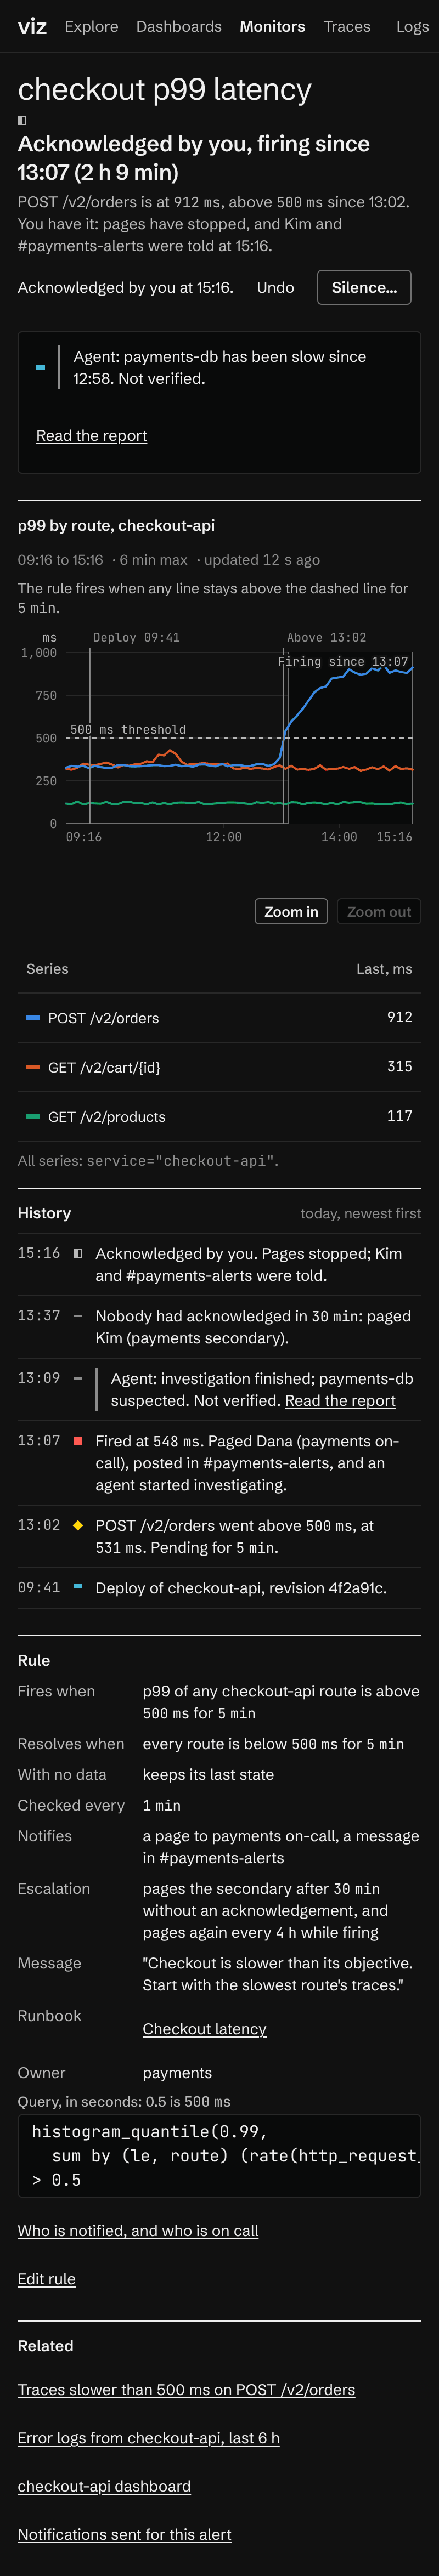 viz Explore Dashboards Monitors Traces Logs
checkout p99 latency
Acknowledged by you, firing since
13:07 (2 h 9 min)
POST /v2/orders is at 912 ms, above 500 ms since 13:02.
You have it: pages have stopped, and Kim and
#payments-alerts were told at 15:16.
Acknowledged by you at 15:16. Undo Silence…
Agent: payments-db has been slow since
12:58. Not verified.
Read the report
p99 by route, checkout-api
09:16 to 15:16 · 6 min max · updated 12 s ago
The rule fires when any line stays above the dashed line for
5 min.
ms Deploy 09:41 Above 13:02
1,000
Firing since 13:07
750
500 ms threshold
500
250
0
09:16 12:00 14:00 15:16
Zoom in Zoom out
Series Last, ms
POST /v2/orders 912
GET /v2/cart/{id} 315
GET /v2/products 117
All series: service="checkout-api".
History today, newest first
15:16 Acknowledged by you. Pages stopped; Kim
and #payments-alerts were told.
13:37 Nobody had acknowledged in 30 min: paged
Kim (payments secondary).
13:09 Agent: investigation finished; payments-db
suspected. Not verified. Read the report
13:07 Fired at 548 ms. Paged Dana (payments on-
call), posted in #payments-alerts, and an
agent started investigating.
13:02 POST /v2/orders went above 500 ms, at
531 ms. Pending for 5 min.
09:41 Deploy of checkout-api, revision 4f2a91c.
Rule
Fires when p99 of any checkout-api route is above
500 ms for 5 min
Resolves when every route is below 500 ms for 5 min
With no data keeps its last state
Checked every 1 min
Notifies a page to payments on-call, a message
in #payments-alerts
Escalation pages the secondary after 30 min
without an acknowledgement, and
pages again every 4 h while firing
Message "Checkout is slower than its objective.
Start with the slowest route's traces."
Runbook Checkout latency
Owner payments
Query, in seconds: 0.5 is 500 ms
histogram_quantile(0.99,
sum by (le, route) (rate(http_request_
> 0.5
Who is notified, and who is on call
Edit rule
Related
Traces slower than 500 ms on POST /v2/orders
Error logs from checkout-api, last 6 h
checkout-api dashboard
Notifications sent for this alert